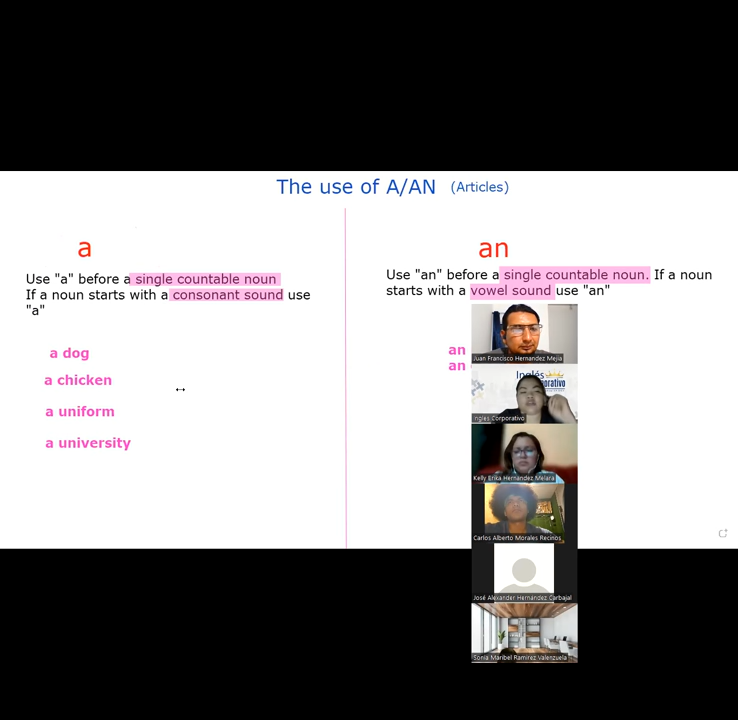 The use of A/AN (Articles)
a
Use "a" before a single countable noun
If a noun starts with a consonant sound use
"a"
a dog
a chicken
a uniform
a university
an
Use "an" before a single countable noun. If a noun
starts with a vowel sound use "an"
an
an
Juan Francisco Hernandez Mejia
Inglés
Ingles Corporativo
Kelly Erika Hernandez Melara
Carlos Alberto Morales Recinos
José Alexander Hernández Carbajal
Sonia Maribel Ramirez Valenzuela